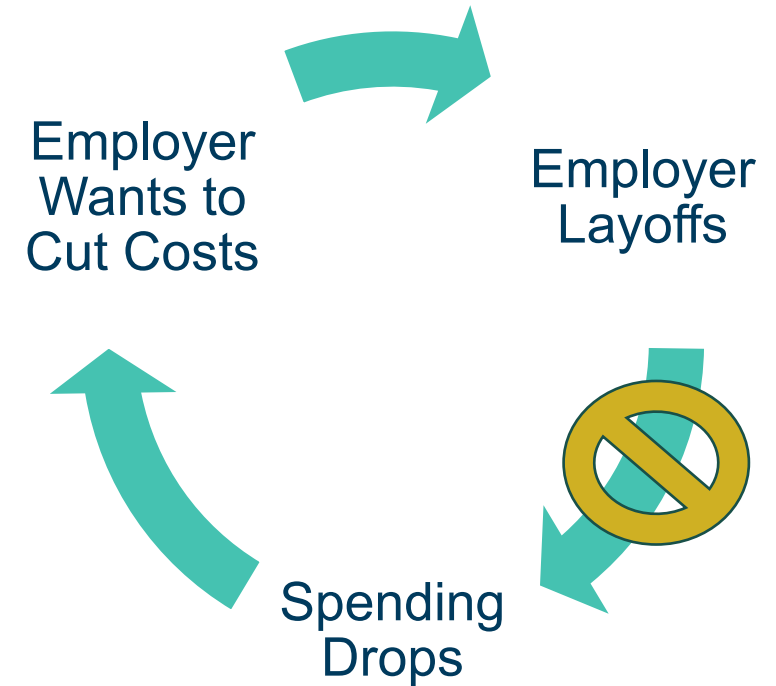 Employer
Wants to
Cut Costs
Employer
Layoffs
Spending
Drops